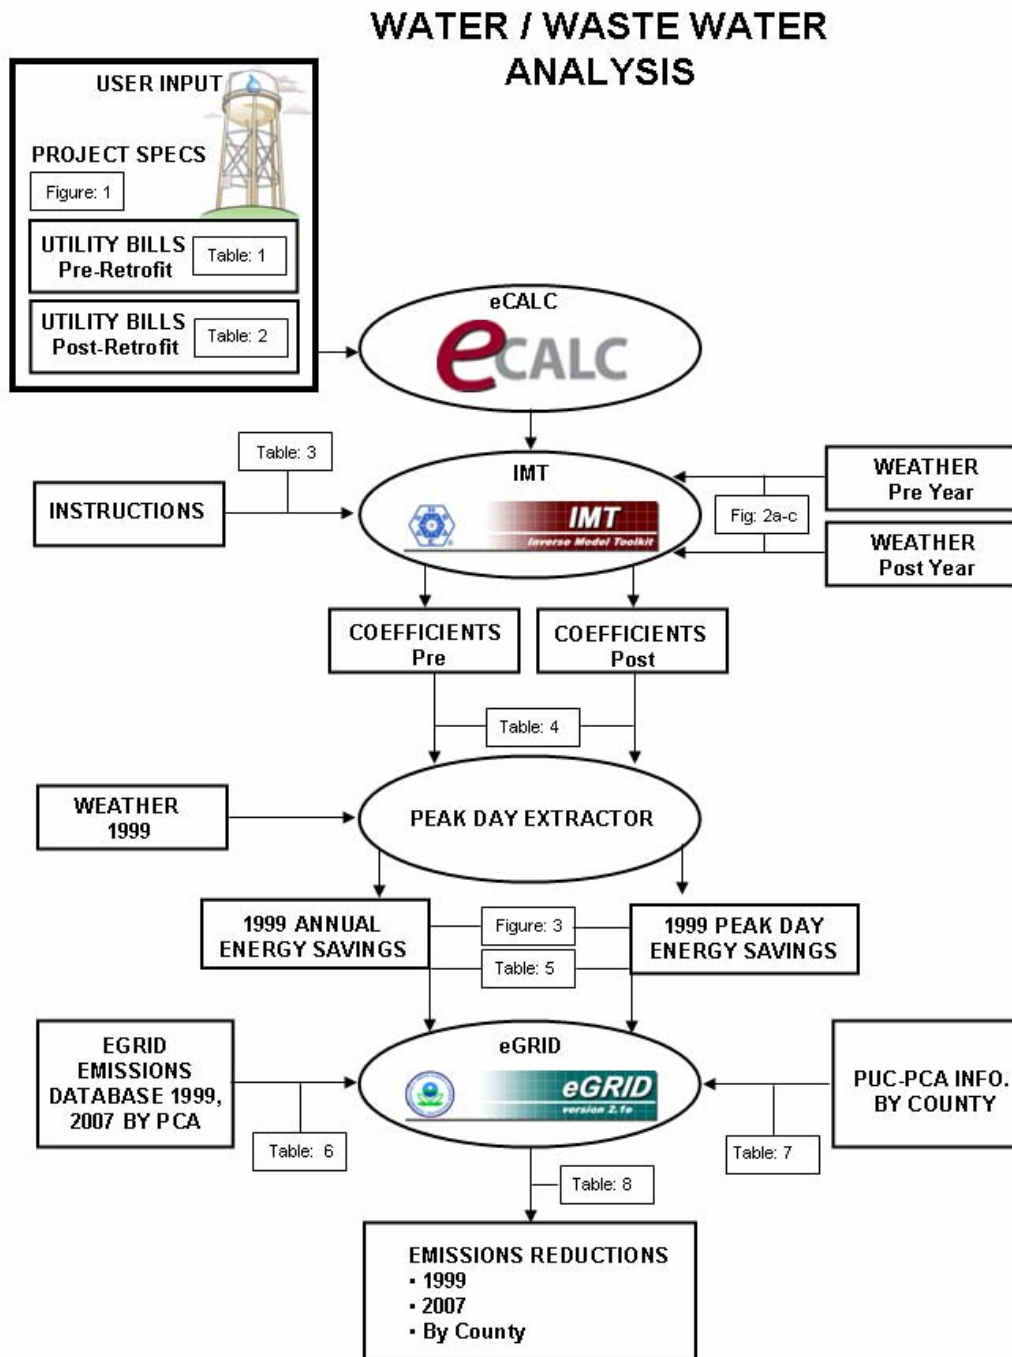 WATER / WASTE WATER
ANALYSIS
USER INPUT
PROJECT SPECS
Figure: 1
UTILITY BILLS
Pre-Retrofit
Table: 1
UTILITY BILLS
Post-Retrofit
Table: 2
eCALC
eCALC
Table: 3
INSTRUCTIONS
IMT
IMT
Inverse Model Toolkit
WEATHER
Pre Year
Fig: 2a-c
WEATHER
Post Year
COEFFICIENTS
Pre
COEFFICIENTS
Post
Table: 4
WEATHER
1999
PEAK DAY EXTRACTOR
1999 ANNUAL
ENERGY SAVINGS
Figure: 3
Table: 5
1999 PEAK DAY
ENERGY SAVINGS
EGRID
EMISSIONS
DATABASE 1999,
2007 BY PCA
Table: 6
eGRID
eGRID
version 2.1e
PUC-PCA INFO.
BY COUNTY
Table: 7
Table: 8
EMISSIONS REDUCTIONS
▪ 1999
▪ 2007
▪ By County